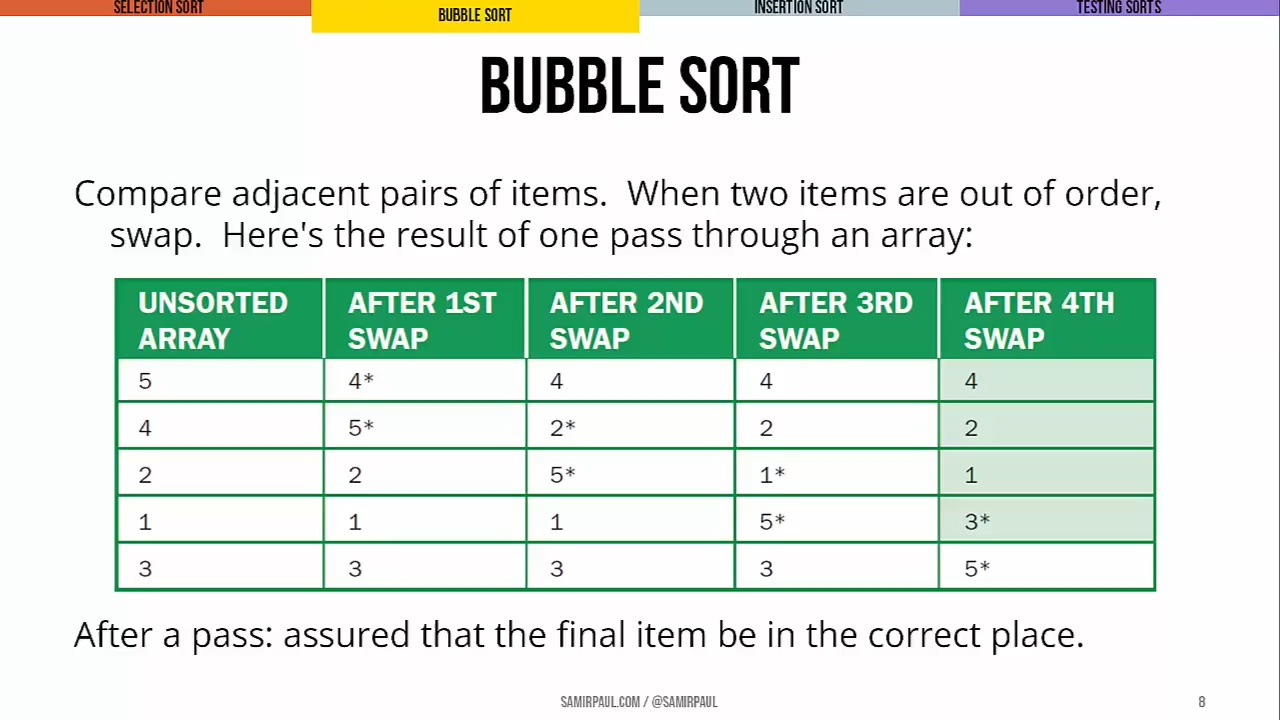 SELECTION SORT BUBBLE SORT INSERTION SORT TESTING SORTS
BUBBLE SORT
Compare adjacent pairs of items. When two items are out of order,
swap. Here's the result of one pass through an array:
UNSORTED ARRAY AFTER 1ST SWAP AFTER 2ND SWAP AFTER 3RD SWAP AFTER 4TH SWAP
5 4* 4 4 4
4 5* 2* 2 2
2 2 5* 1* 1
1 1 1 5* 3*
3 3 3 3 5*
After a pass: assured that the final item be in the correct place.
SAMIRPAUL.COM / @SAMIRPAUL 8